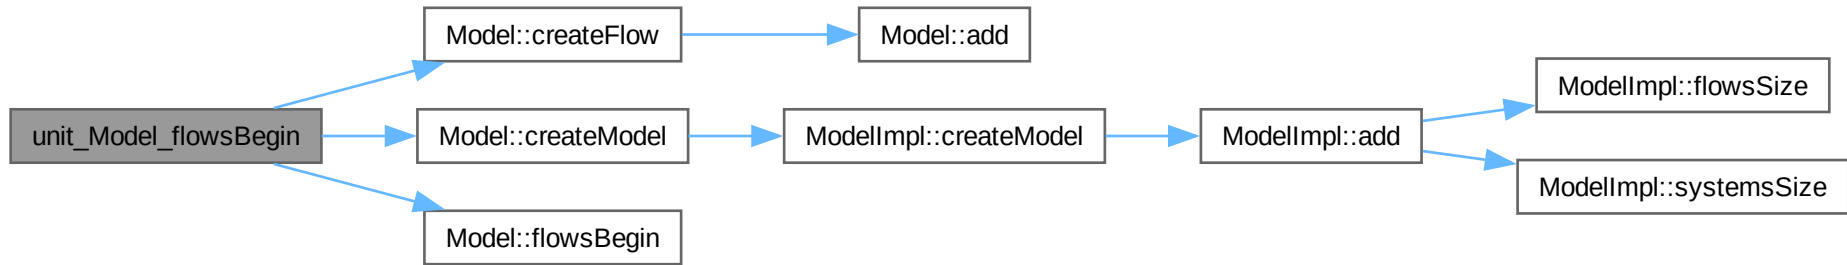 Model::createFlow
Model::add
ModelImpl::flowsSize
unit_Model_flowsBegin
Model::createModel
ModelImpl::createModel
ModelImpl::add
ModelImpl::systemsSize
Model::flowsBegin